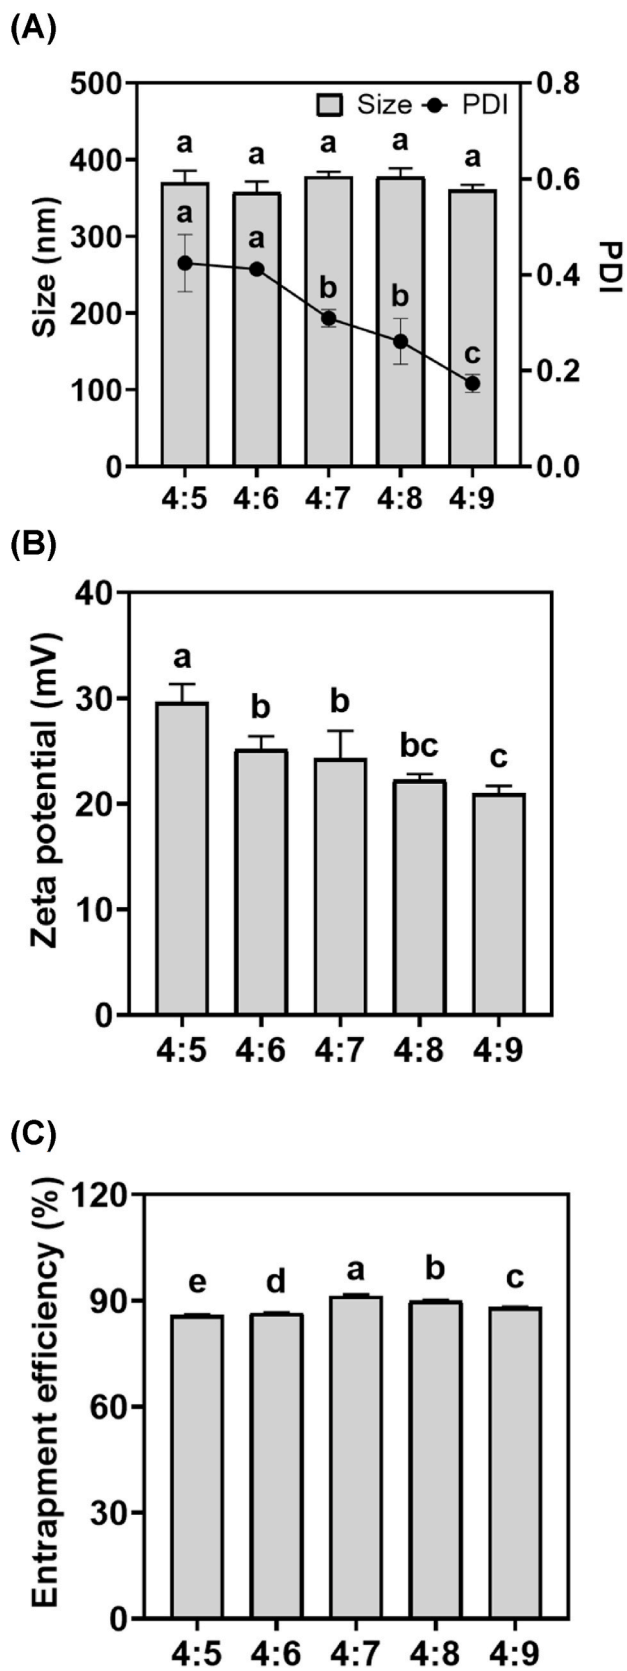 (A)
500 0.8
Size PDI
a a a a a
400 0.6
a a
300
b b 0.4
200
c 0.2
100
0 0.0
Size (nm)
PDI
4:5 4:6 4:7 4:8 4:9
(B)
40
a
30 b b bc c
20
10
0
Zeta potential (mV)
4:5 4:6 4:7 4:8 4:9
(C)
120
e d a b c
90
60
30
0
Entrapment efficiency (%)
4:5 4:6 4:7 4:8 4:9